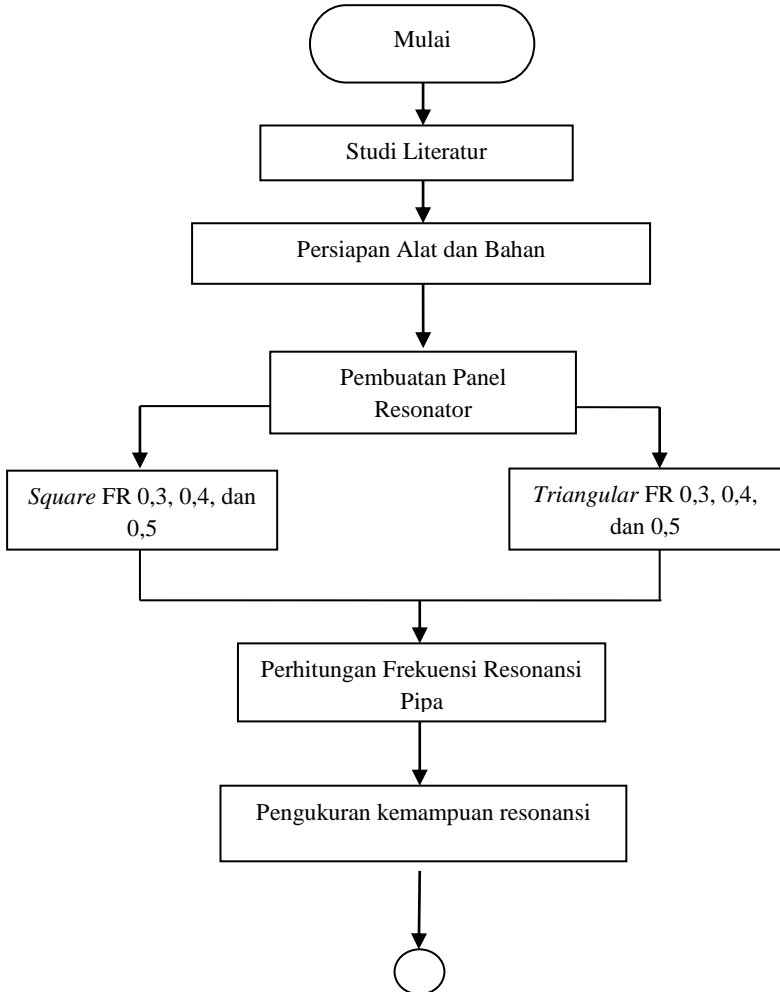 Mulai
Studi Literatur
Persiapan Alat dan Bahan
Pembuatan Panel
Resonator
Square FR 0,3, 0,4, dan
0,5
Triangular FR 0,3, 0,4,
dan 0,5
Perhitungan Frekuensi Resonansi
Pipa
Pengukuran kemampuan resonansi